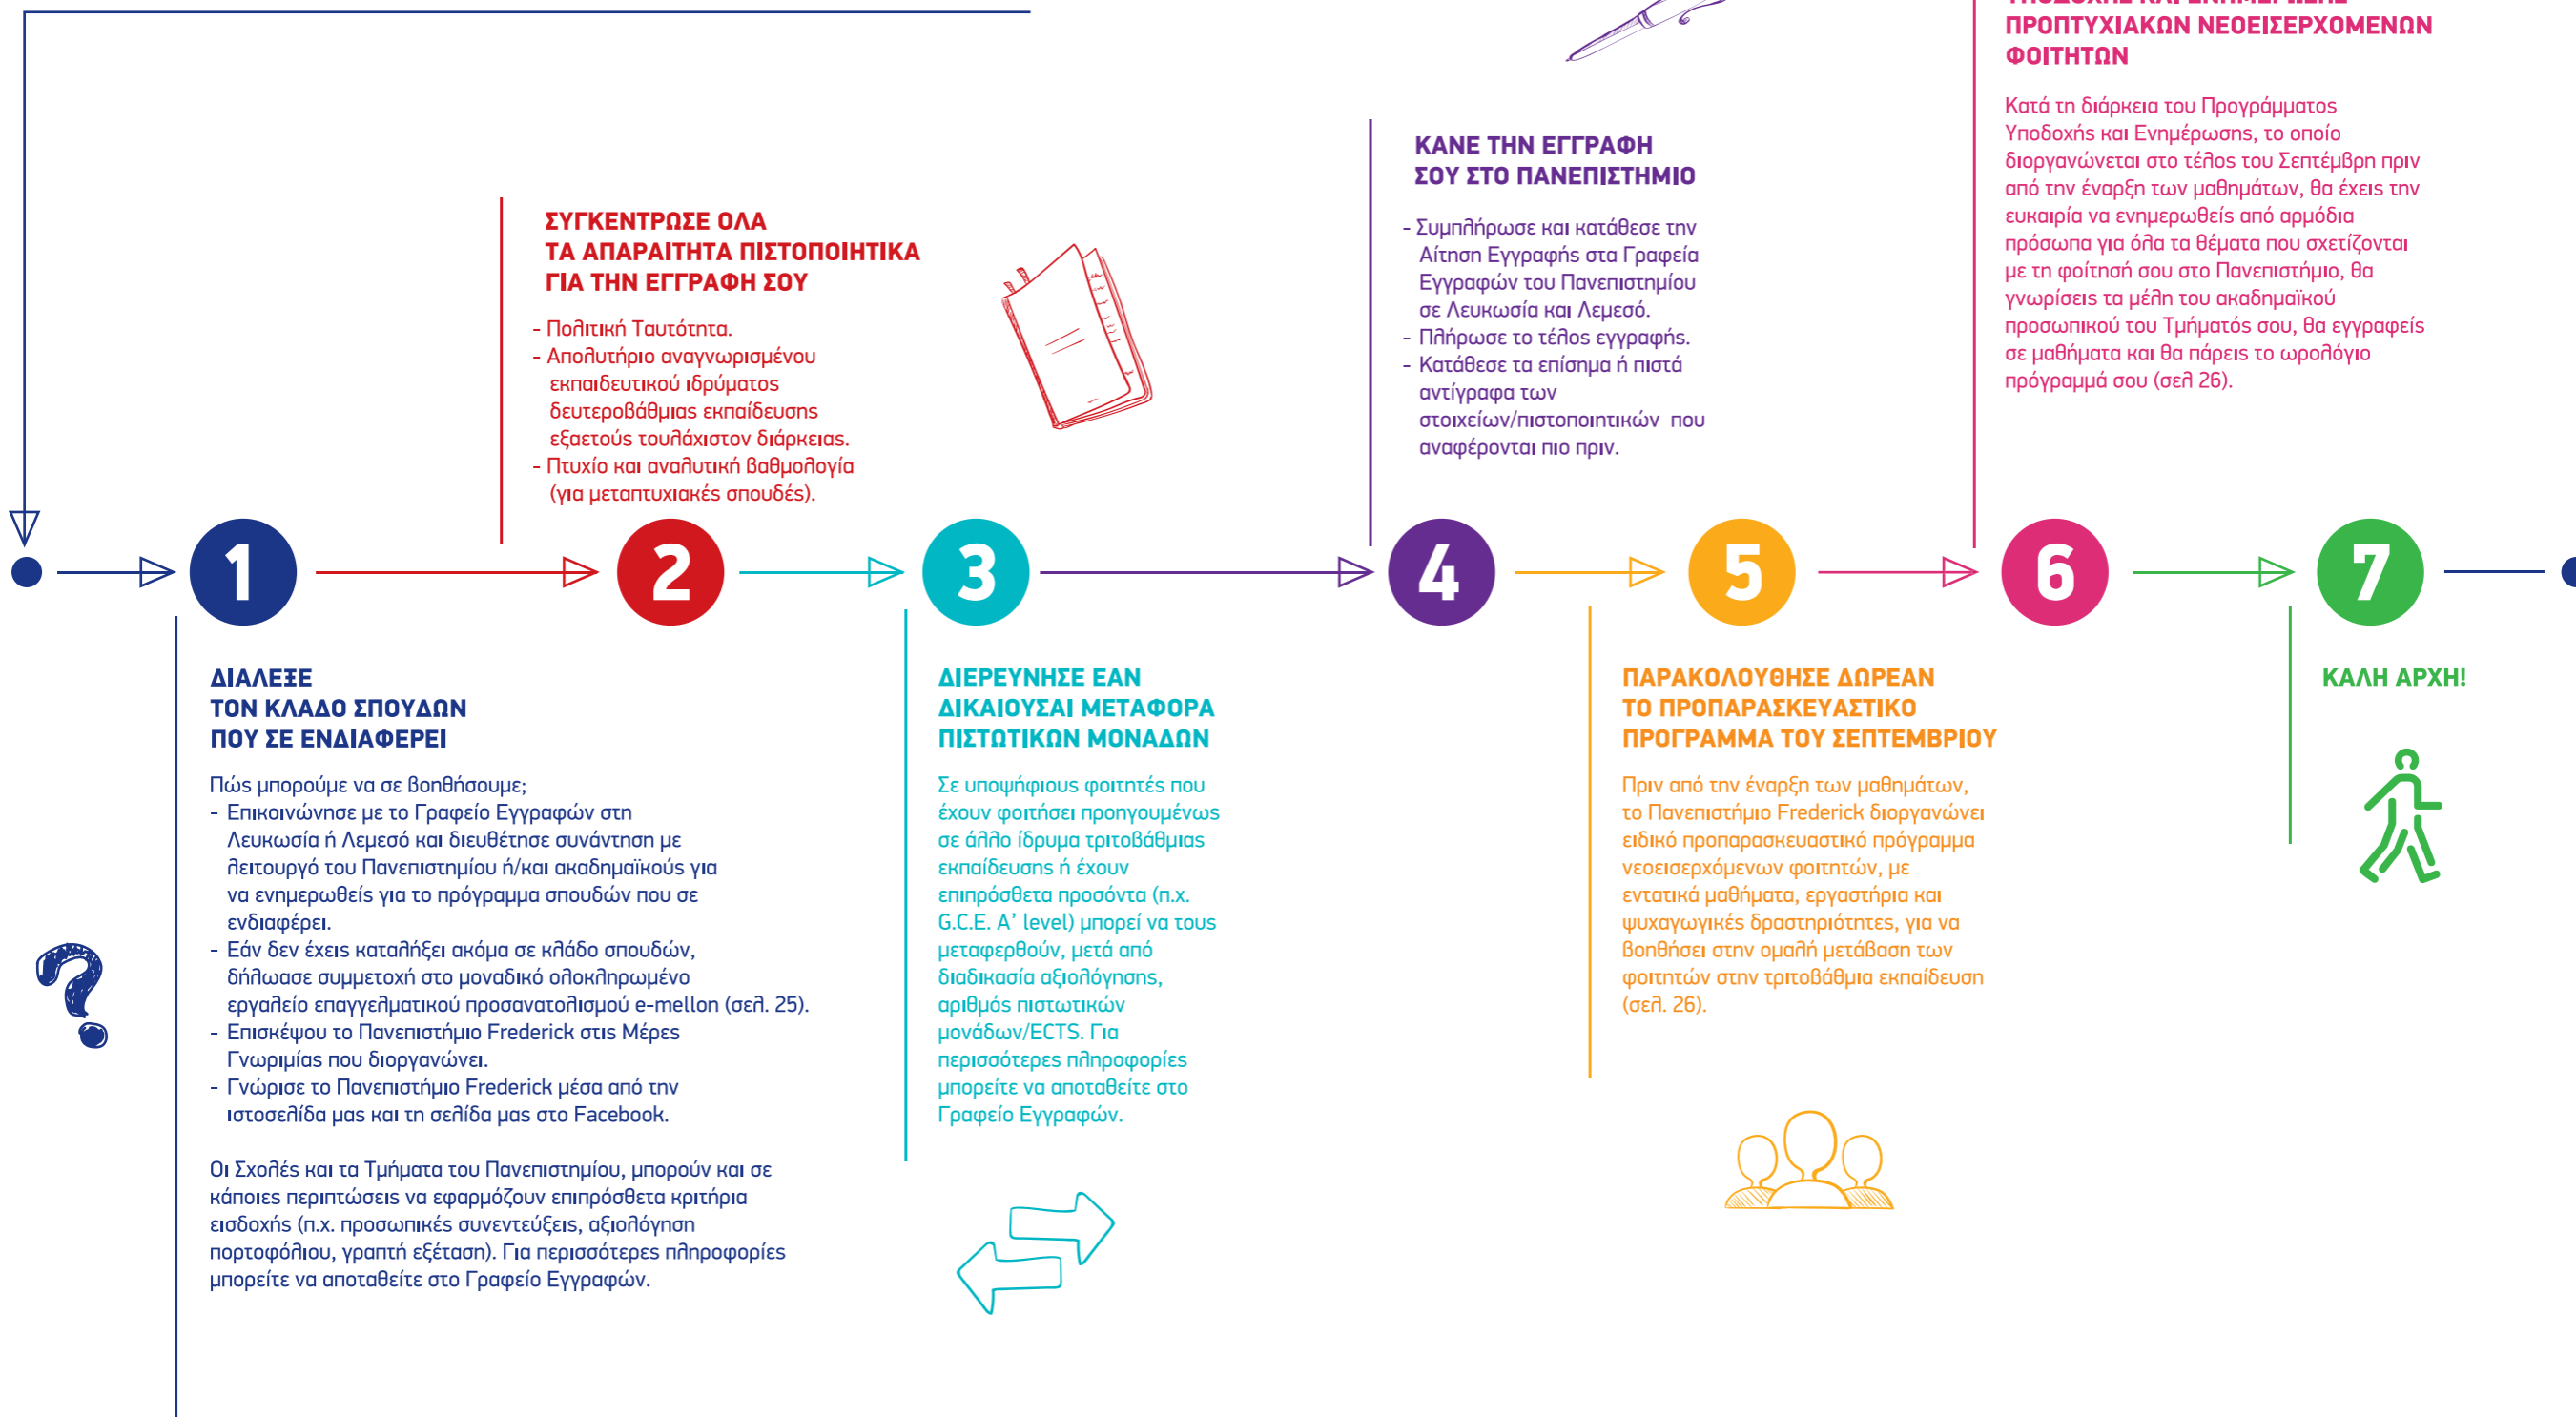 ΠΡΟΠΤΥΧΙΑΚΩΝ ΝΕΟΕΙΣΕΡΧΟΜΕΝΩΝ
ΦΟΙΤΗΤΩΝ
Κατά τη διάρκεια του Προγράμματος
Υποδοχής και Ενημέρωσης, το οποίο
διοργανώνεται στο τέλος του Σεπτέμβρη πριν
από την έναρξη των μαθημάτων, θα έχεις την
ευκαιρία να ενημερωθείς από αρμόδια
πρόσωπα για όλα τα θέματα που σχετίζονται
με τη φοίτησή σου στο Πανεπιστήμιο, θα
γνωρίσεις τα μέλη του ακαδημαϊκού
προσωπικού του Τμήματός σου, θα εγγραφείς
σε μαθήματα και θα πάρεις το ωρολόγιο
πρόγραμμά σου (σελ 26).
ΚΑΝΕ ΤΗΝ ΕΓΓΡΑΦΗ
ΣΟΥ ΣΤΟ ΠΑΝΕΠΙΣΤΗΜΙΟ
- Συμπλήρωσε και κατάθεσε την
Αίτηση Εγγραφής στα Γραφεία
Εγγραφών του Πανεπιστημίου
σε Λευκωσία και Λεμεσό.
- Πλήρωσε το τέλος εγγραφής.
- Κατάθεσε τα επίσημα ή πιστά
αντίγραφα των
στοιχείων/πιστοποιητικών που
αναφέρονται πιο πριν.
ΣΥΓΚΕΝΤΡΩΣΕ ΟΛΑ
ΤΑ ΑΠΑΡΑΙΤΗΤΑ ΠΙΣΤΟΠΟΙΗΤΙΚΑ
ΓΙΑ ΤΗΝ ΕΓΓΡΑΦΗ ΣΟΥ
- Πολιτική Ταυτότητα.
- Απολυτήριο αναγνωρισμένου
εκπαιδευτικού ιδρύματος
δευτεροβάθμιας εκπαίδευσης
εξαετούς τουλάχιστον διάρκειας.
- Πτυχίο και αναλυτική βαθμολογία
(για μεταπτυχιακές σπουδές).
1
2
3
4
5
6
7
ΔΙΑΛΕΞΕ
ΤΟΝ ΚΛΑΔΟ ΣΠΟΥΔΩΝ
ΠΟΥ ΣΕ ΕΝΔΙΑΦΕΡΕΙ
Πώς μπορούμε να σε βοηθήσουμε;
- Επικοινώνησε με το Γραφείο Εγγραφών στη
Λευκωσία ή Λεμεσό και διευθέτησε συνάντηση με
λειτουργό του Πανεπιστημίου ή/και ακαδημαϊκούς για
να ενημερωθείς για το πρόγραμμα σπουδών που σε
ενδιαφέρει.
- Εάν δεν έχεις καταλήξει ακόμα σε κλάδο σπουδών,
δήλωασε συμμετοχή στο μοναδικό ολοκληρωμένο
εργαλείο επαγγελματικού προσανατολισμού e-mellon (σελ. 25).
- Επισκέψου το Πανεπιστήμιο Frederick στις Μέρες
Γνωριμίας που διοργανώνει.
- Γνώρισε το Πανεπιστήμιο Frederick μέσα από την
ιστοσελίδα μας και τη σελίδα μας στο Facebook.
Οι Σχολές και τα Τμήματα του Πανεπιστημίου, μπορούν και σε
κάποιες περιπτώσεις να εφαρμόζουν επιπρόσθετα κριτήρια
εισδοχής (π.χ. προσωπικές συνεντεύξεις, αξιολόγηση
πορτοφόλιου, γραπτή εξέταση). Για περισσότερες πληροφορίες
μπορείτε να αποταθείτε στο Γραφείο Εγγραφών.
ΔΙΕΡΕΥΝΗΣΕ ΕΑΝ
ΔΙΚΑΙΟΥΣΑΙ ΜΕΤΑΦΟΡΑ
ΠΙΣΤΩΤΙΚΩΝ ΜΟΝΑΔΩΝ
Σε υποψήφιους φοιτητές που
έχουν φοιτήσει προηγουμένως
σε άλλο ίδρυμα τριτοβάθμιας
εκπαίδευσης ή έχουν
επιπρόσθετα προσόντα (π.χ.
G.C.E. A’ level) μπορεί να τους
μεταφερθούν, μετά από
διαδικασία αξιολόγησης,
αριθμός πιστωτικών
μονάδων/ECTS. Για
περισσότερες πληροφορίες
μπορείτε να αποταθείτε στο
Γραφείο Εγγραφών.
ΠΑΡΑΚΟΛΟΥΘΗΣΕ ΔΩΡΕΑΝ
ΤΟ ΠΡΟΠΑΡΑΣΚΕΥΑΣΤΙΚΟ
ΠΡΟΓΡΑΜΜΑ ΤΟΥ ΣΕΠΤΕΜΒΡΙΟΥ
Πριν από την έναρξη των μαθημάτων,
το Πανεπιστήμιο Frederick διοργανώνει
ειδικό προπαρασκευαστικό πρόγραμμα
νεοεισερχόμενων φοιτητών, με
εντατικά μαθήματα, εργαστήρια και
ψυχαγωγικές δραστηριότητες, για να
βοηθήσει στην ομαλή μετάβαση των
φοιτητών στην τριτοβάθμια εκπαίδευση
(σελ. 26).
ΚΑΛΗ ΑΡΧΗ!